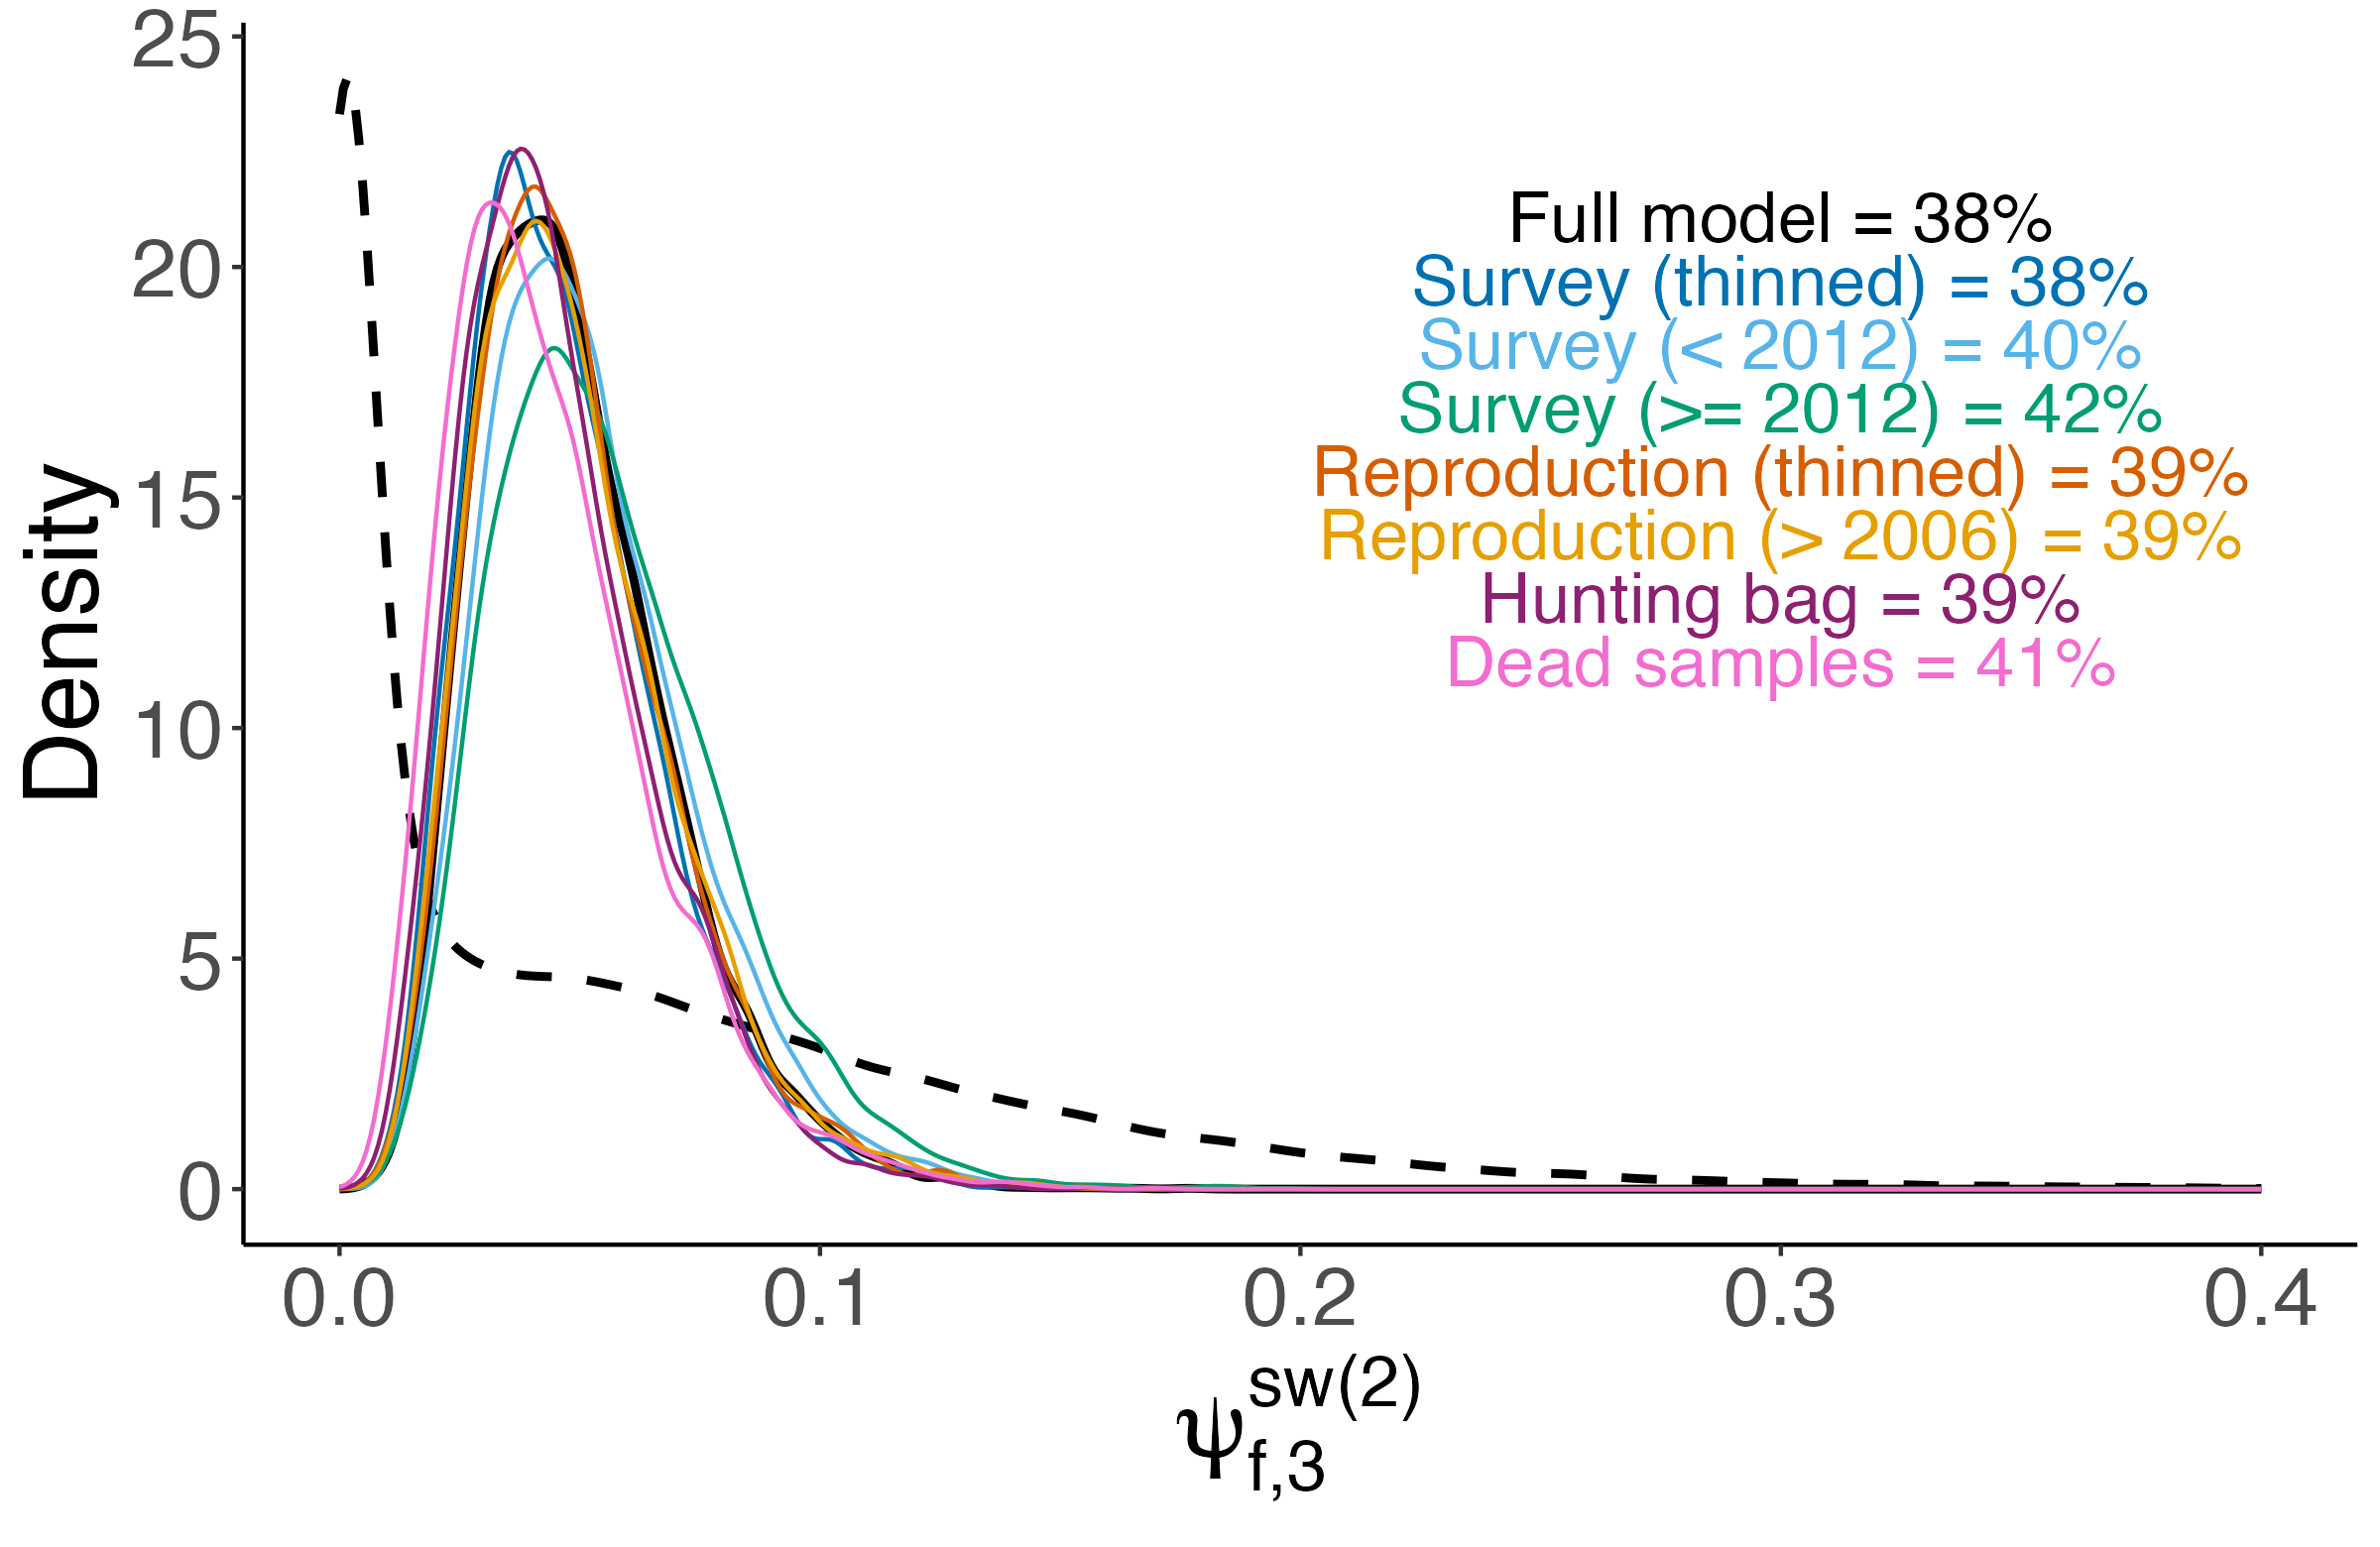 25
20
15
10
5
0
Density
Full model = 38%
Survey (thinned) = 38%
Survey (< 2012) = 40%
Survey (>= 2012) = 42%
Reproduction (thinned) = 39%
Reproduction (> 2006) = 39%
Hunting bag = 39%
Dead samples = 41%
0.0 0.1 0.2 0.3 0.4
ψ sw(2) f,3